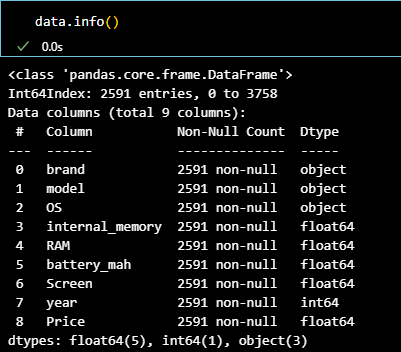 data.info()
✓ 0.0s
<class 'pandas.core.frame.DataFrame'>
Int64Index: 2591 entries, 0 to 3758
Data columns (total 9 columns):
 #   Column           Non-Null Count  Dtype
---  ------           --------------  -----
 0   brand            2591 non-null   object
 1   model            2591 non-null   object
 2   OS               2591 non-null   object
 3   internal_memory  2591 non-null   float64
 4   RAM              2591 non-null   float64
 5   battery_mah      2591 non-null   float64
 6   Screen           2591 non-null   float64
 7   year             2591 non-null   int64
 8   Price            2591 non-null   float64
dtypes: float64(5), int64(1), object(3)